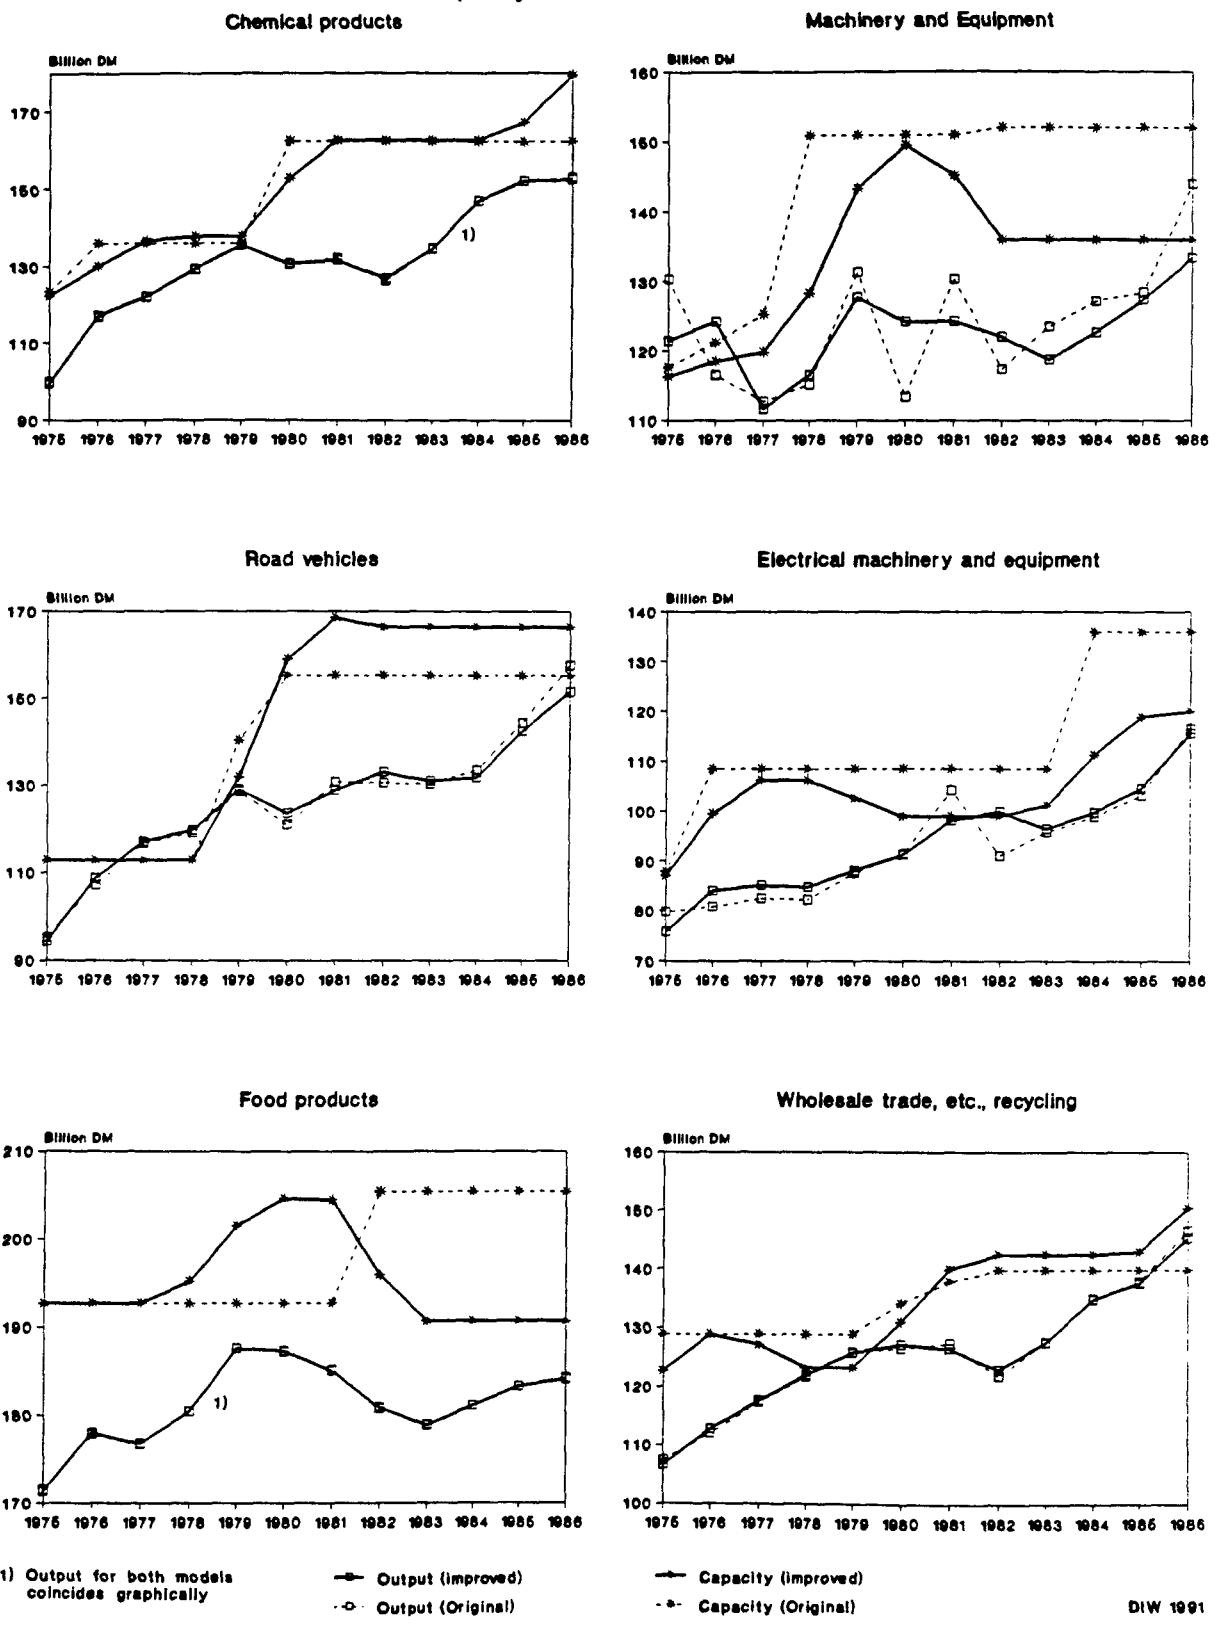 Chemical products
Billion DM
170
150
130
110
90
1)
1975 1976 1977 1978 1979 1980 1981 1982 1983 1984 1985 1986
Machinery and Equipment
Billion DM
160
150
140
130
120
110
1975 1976 1977 1978 1979 1980 1981 1982 1983 1984 1985 1986
Road vehicles
Billion DM
170
150
130
110
90
1975 1976 1977 1978 1979 1980 1981 1982 1983 1984 1985 1986
Electrical machinery and equipment
Billion DM
140
130
120
110
100
90
80
70
1975 1976 1977 1978 1979 1980 1981 1982 1983 1984 1985 1986
Food products
Billion DM
210
200
190
180
170
1)
1975 1976 1977 1978 1979 1980 1981 1982 1983 1984 1985 1986
Wholesale trade, etc., recycling
Billion DM
160
150
140
130
120
110
100
1975 1976 1977 1978 1979 1980 1981 1982 1983 1984 1985 1986
1) Output for both models
coincides graphically
Output (improved)
Output (Original)
Capacity (improved)
Capacity (Original)
DIW 1991